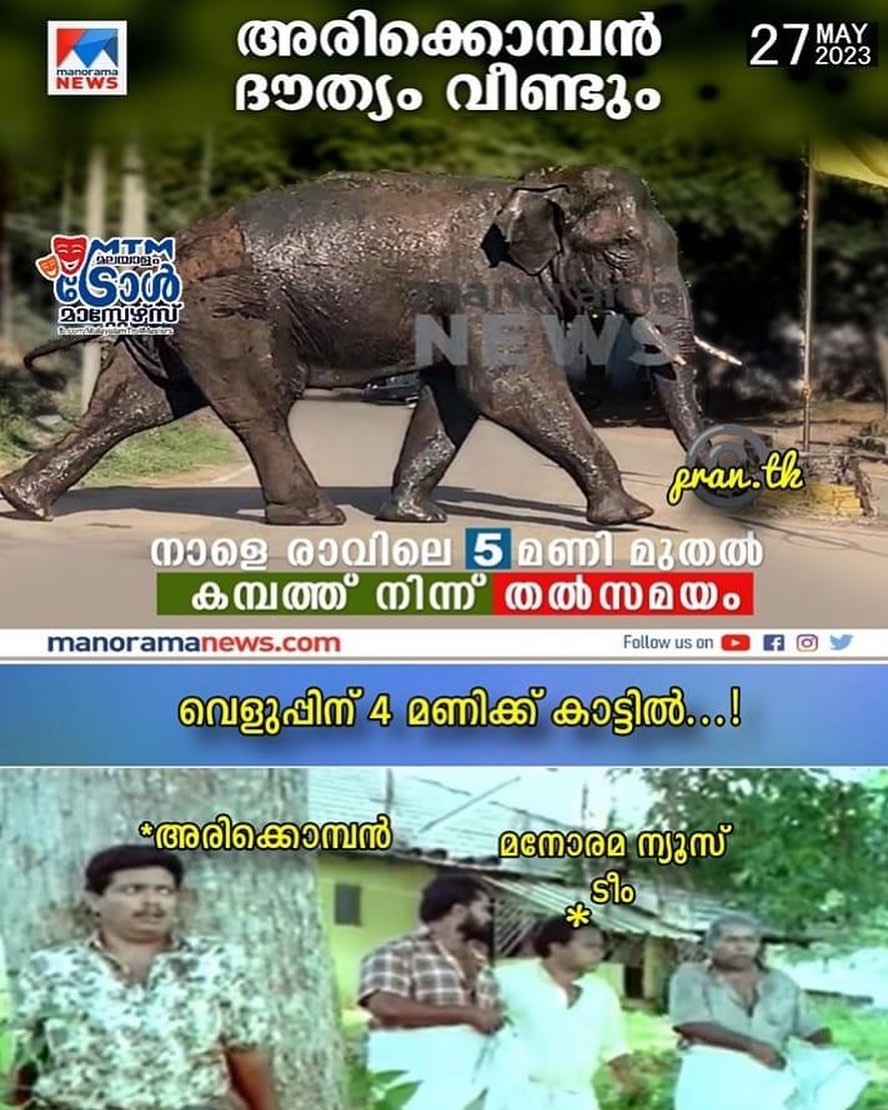 manorama
NEWS
അരിക്കൊമ്പൻ
ദൗത്യം വീണ്ടും
27 MAY
2023
MTM
മലയാളം
ട്രോൾ
മാസ്റ്റേഴ്സ്
manorama
NEWS
pran.tk
നാളെ രാവിലെ 5 മണി മുതൽ
കമ്പത്ത് നിന്ന് തൽസമയം
manoramanews.com
Follow us on
വെളുപ്പിന് 4 മണിക്ക് കാട്ടിൽ...!
*അരിക്കൊമ്പൻ
മനോരമ ന്യൂസ്
ടീം
*